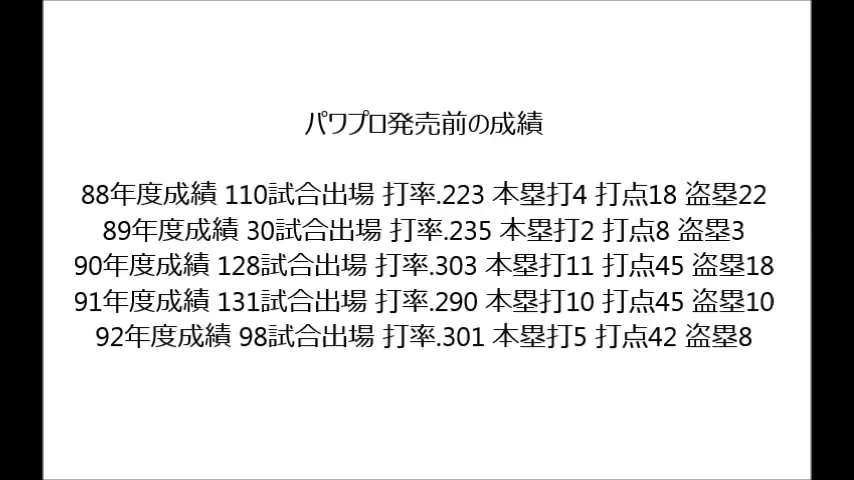 パワプロ発売前の成績
88年度成績 110試合出場 打率.223 本塁打4 打点18 盗塁22
89年度成績 30試合出場 打率.235 本塁打2 打点8 盗塁3
90年度成績 128試合出場 打率.303 本塁打11 打点45 盗塁18
91年度成績 131試合出場 打率.290 本塁打10 打点45 盗塁10
92年度成績 98試合出場 打率.301 本塁打5 打点42 盗塁8